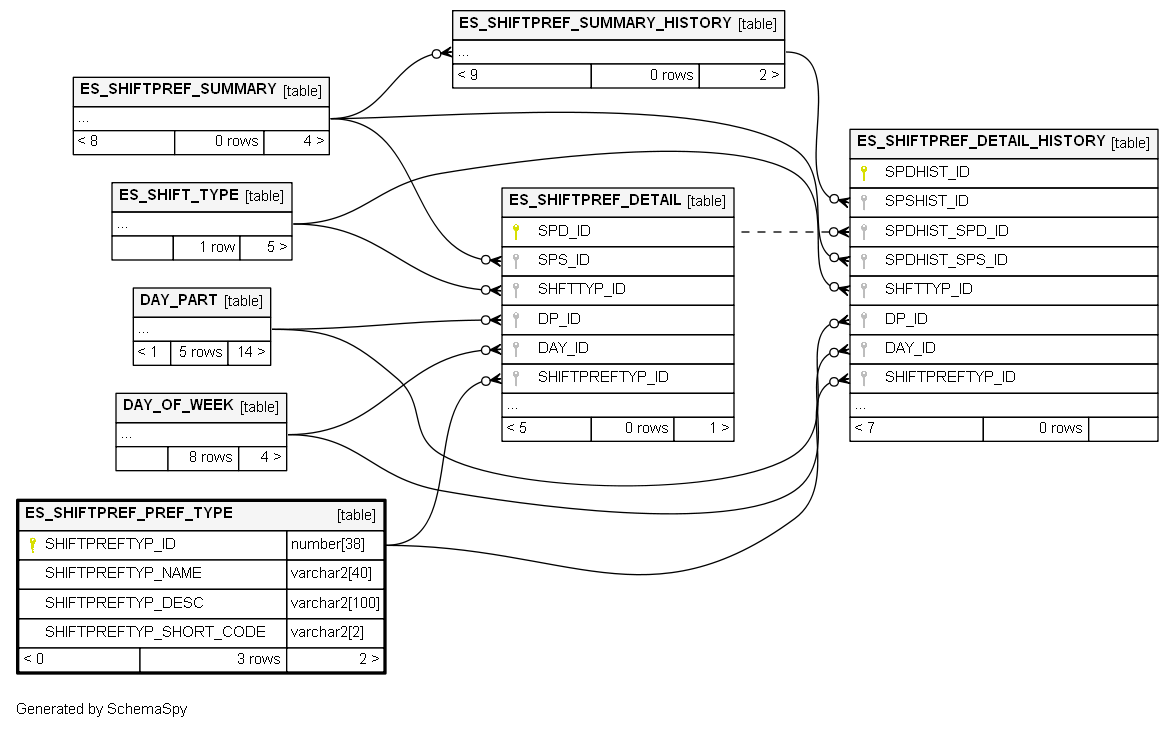 ES_SHIFTPREF_SUMMARY_HISTORY [table]
...
< 9 0 rows 2 >
ES_SHIFTPREF_SUMMARY [table]
...
< 8 0 rows 4 >
ES_SHIFT_TYPE [table]
...
1 row 5 >
DAY_PART [table]
...
< 1 5 rows 14 >
DAY_OF_WEEK [table]
...
8 rows 4 >
ES_SHIFTPREF_PREF_TYPE [table]
SHIFTPREFTYP_ID number[38]
SHIFTPREFTYP_NAME varchar2[40]
SHIFTPREFTYP_DESC varchar2[100]
SHIFTPREFTYP_SHORT_CODE varchar2[2]
< 0 3 rows 2 >
ES_SHIFTPREF_DETAIL [table]
SPD_ID
SPS_ID
SHFTTYP_ID
DP_ID
DAY_ID
SHIFTPREFTYP_ID
...
< 5 0 rows 1 >
ES_SHIFTPREF_DETAIL_HISTORY [table]
SPDHIST_ID
SPSHIST_ID
SPDHIST_SPD_ID
SPDHIST_SPS_ID
SHFTTYP_ID
DP_ID
DAY_ID
SHIFTPREFTYP_ID
...
< 7 0 rows
Generated by SchemaSpy